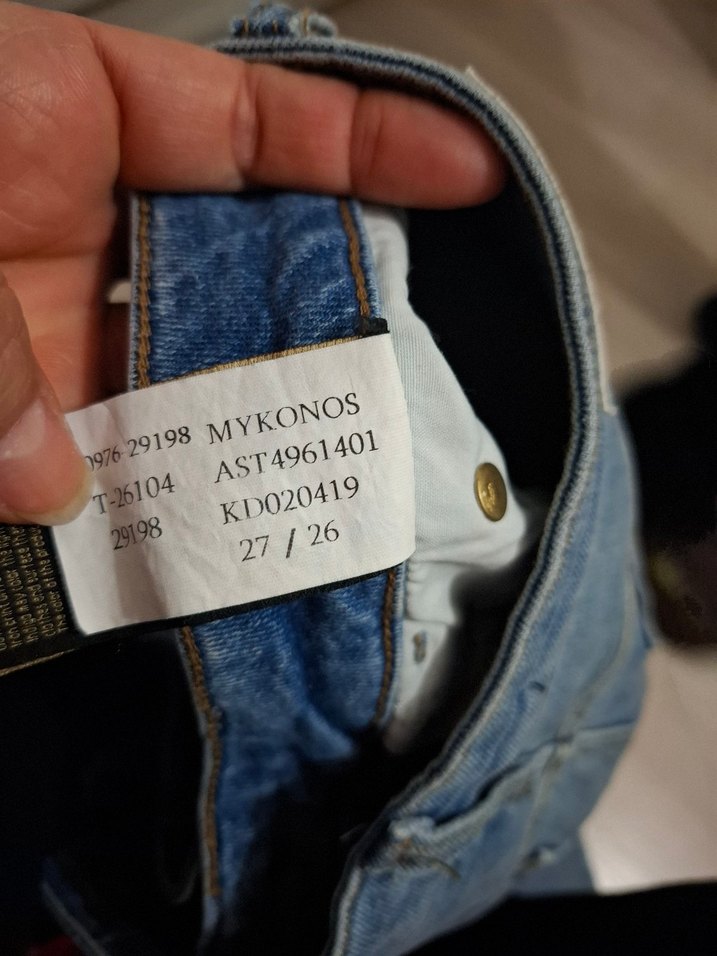 0976-29198 MYKONOS
T-26104 AST4961401
29198 KD020419
27 / 26